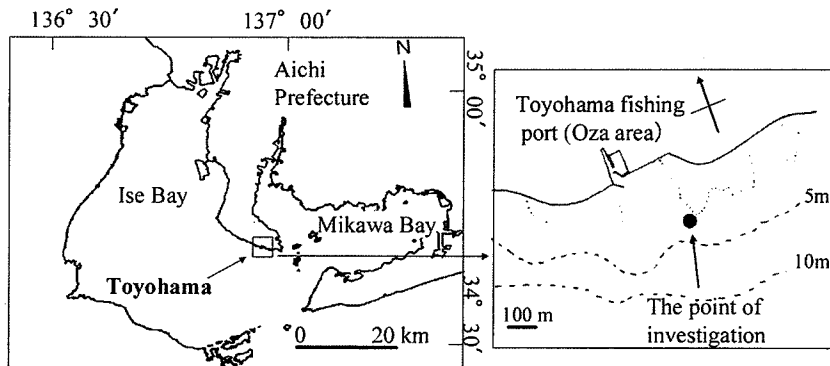 136° 30′
137° 00′
N
35°
00′
Aichi
Prefecture
Ise Bay
Mikawa Bay
Toyohama
34°
30′
0
20 km
Toyohama fishing
port (Oza area)
5m
10m
100 m
The point of
investigation